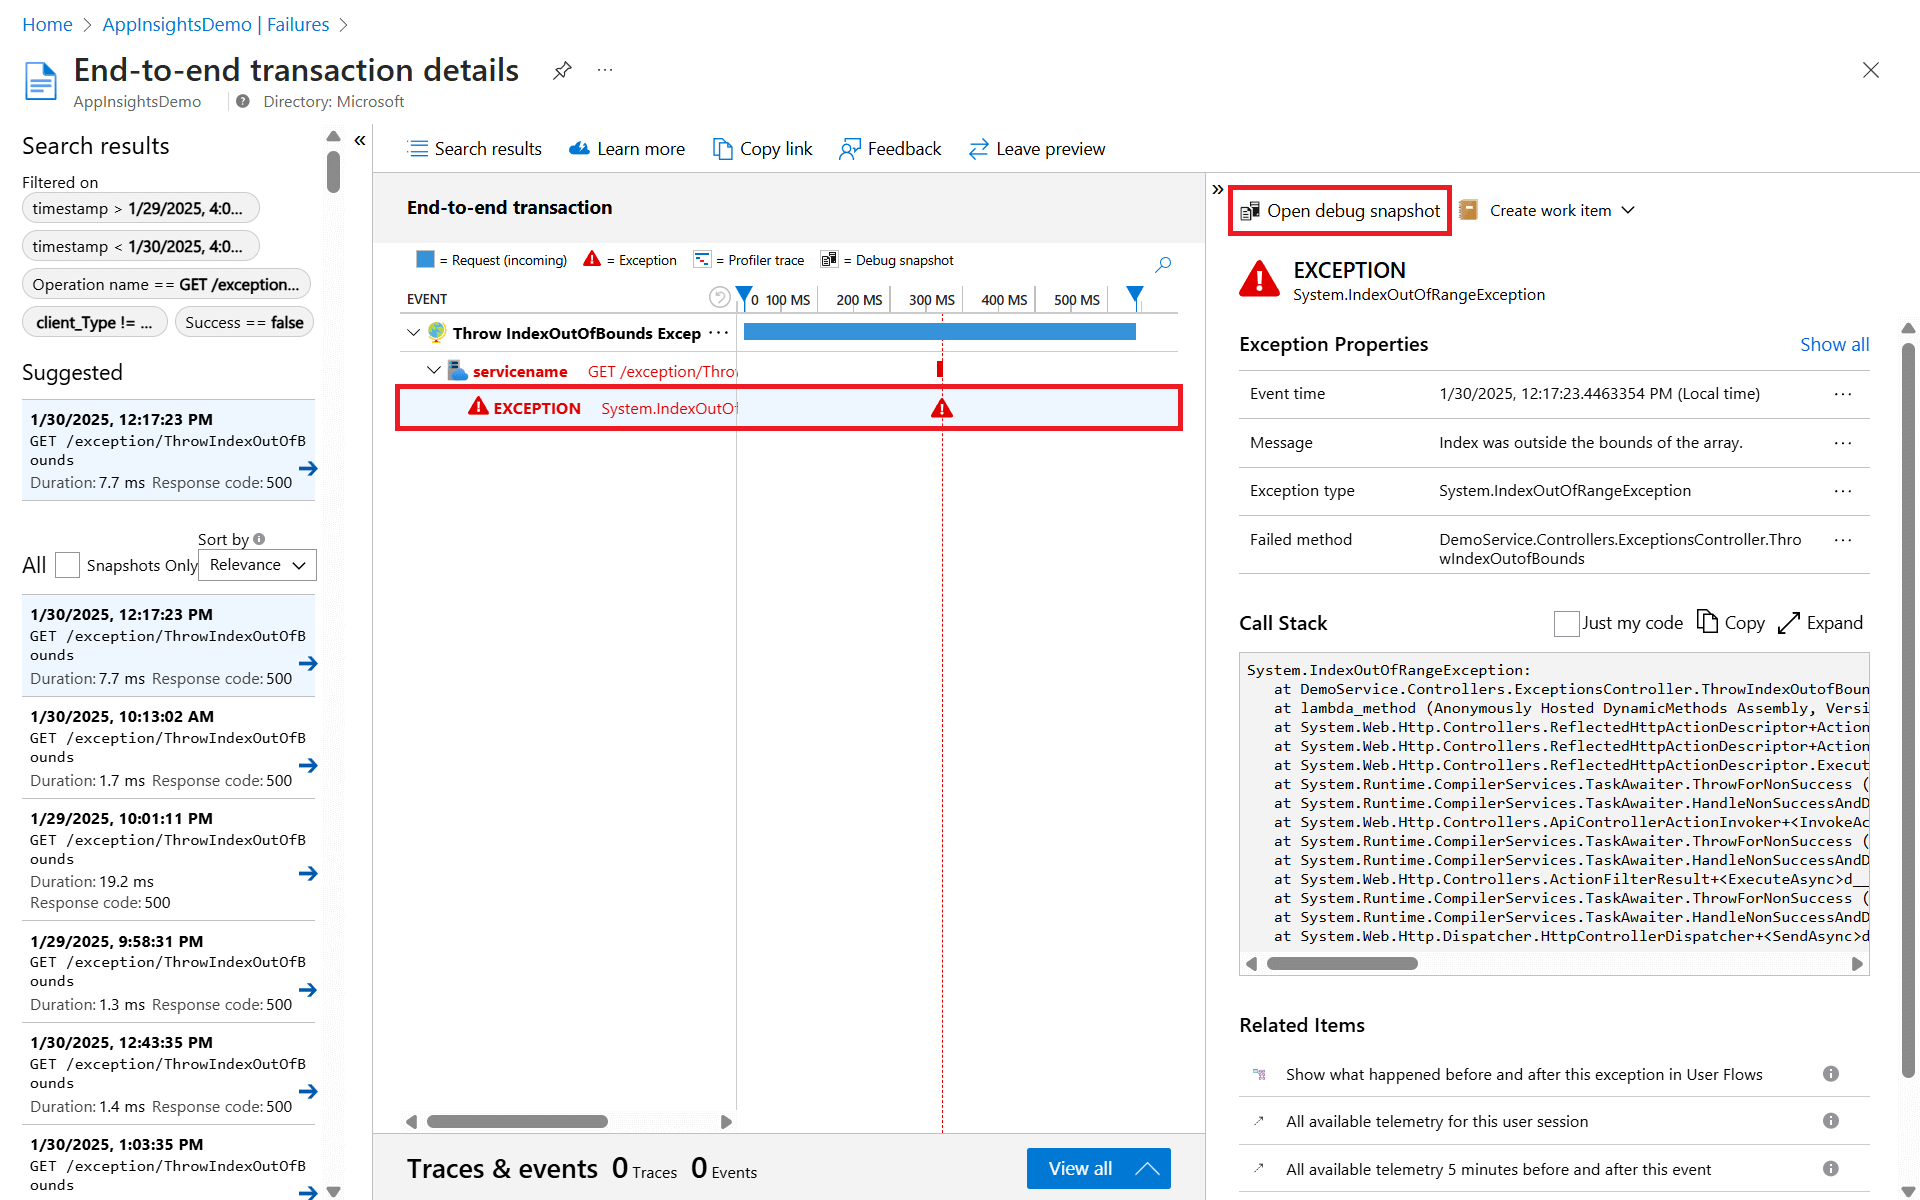 Home
AppInsightsDemo | Failures
End-to-end transaction details
AppInsightsDemo
Directory: Microsoft
Search results
Filtered on
timestamp > 1/29/2025, 4:0...
timestamp < 1/30/2025, 4:0...
Operation name == GET /exception...
client_Type != ...
Success == false
Suggested
1/30/2025, 12:17:23 PM
GET /exception/ThrowIndexOutOfB
ounds
Duration: 7.7 ms Response code: 500
Sort by
All
Snapshots Only
Relevance
1/30/2025, 12:17:23 PM
GET /exception/ThrowIndexOutOfB
ounds
Duration: 7.7 ms Response code: 500
1/30/2025, 10:13:02 AM
GET /exception/ThrowIndexOutOfB
ounds
Duration: 1.7 ms Response code: 500
1/29/2025, 10:01:11 PM
GET /exception/ThrowIndexOutOfB
ounds
Duration: 19.2 ms
Response code: 500
1/29/2025, 9:58:31 PM
GET /exception/ThrowIndexOutOfB
ounds
Duration: 1.3 ms Response code: 500
1/30/2025, 12:43:35 PM
GET /exception/ThrowIndexOutOfB
ounds
Duration: 1.4 ms Response code: 500
1/30/2025, 1:03:35 PM
GET /exception/ThrowIndexOutOfB
ounds
Search results
Learn more
Copy link
Feedback
Leave preview
End-to-end transaction
= Request (incoming)
= Exception
= Profiler trace
= Debug snapshot
EVENT
0 100 MS 200 MS 300 MS 400 MS 500 MS
Throw IndexOutOfBounds Excep ...
servicename GET /exception/Thro
EXCEPTION System.IndexOutOf
Traces & events 0 Traces 0 Events
View all
Open debug snapshot
Create work item
EXCEPTION
System.IndexOutOfRangeException
Exception Properties
Show all
Event time 1/30/2025, 12:17:23.4463354 PM (Local time) ...
Message Index was outside the bounds of the array. ...
Exception type System.IndexOutOfRangeException ...
Failed method DemoService.Controllers.ExceptionsController.Thro ...
wIndexOutofBounds
Call Stack
Just my code
Copy
Expand
System.IndexOutOfRangeException:
at DemoService.Controllers.ExceptionsController.ThrowIndexOutofBoun
at lambda_method (Anonymously Hosted DynamicMethods Assembly, Versi
at System.Web.Http.Controllers.ReflectedHttpActionDescriptor+Action
at System.Web.Http.Controllers.ReflectedHttpActionDescriptor+Action
at System.Web.Http.Controllers.ReflectedHttpActionDescriptor.Execut
at System.Runtime.CompilerServices.TaskAwaiter.ThrowForNonSuccess (
at System.Runtime.CompilerServices.TaskAwaiter.HandleNonSuccessAndD
at System.Web.Http.Controllers.ApiControllerActionInvoker+<InvokeAc
at System.Runtime.CompilerServices.TaskAwaiter.ThrowForNonSuccess (
at System.Runtime.CompilerServices.TaskAwaiter.HandleNonSuccessAndD
at System.Web.Http.Controllers.ActionFilterResult+<ExecuteAsync>d__
at System.Runtime.CompilerServices.TaskAwaiter.ThrowForNonSuccess (
at System.Runtime.CompilerServices.TaskAwaiter.HandleNonSuccessAndD
at System.Web.Http.Dispatcher.HttpControllerDispatcher+<SendAsync>d
Related Items
Show what happened before and after this exception in User Flows
All available telemetry for this user session
All available telemetry 5 minutes before and after this event